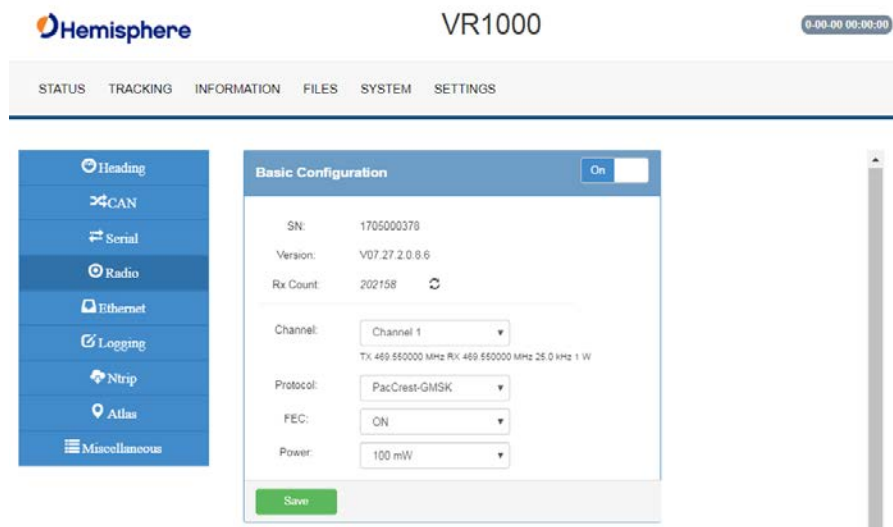 Hemisphere
VR1000
0-00-00 00:00:00
STATUS TRACKING INFORMATION FILES SYSTEM SETTINGS
Heading
CAN
Serial
Radio
Ethernet
Logging
Ntrip
Atlas
Miscellaneous
Basic Configuration On
SN: 1705000378
Version: V07.27.2.0.8.6
Rx Count: 202158
Channel: Channel 1
TX 469.550000 MHz RX 469.550000 MHz 25.0 kHz 1 W
Protocol: PacCrest-GMSK
FEC: ON
Power: 100 mW
Save